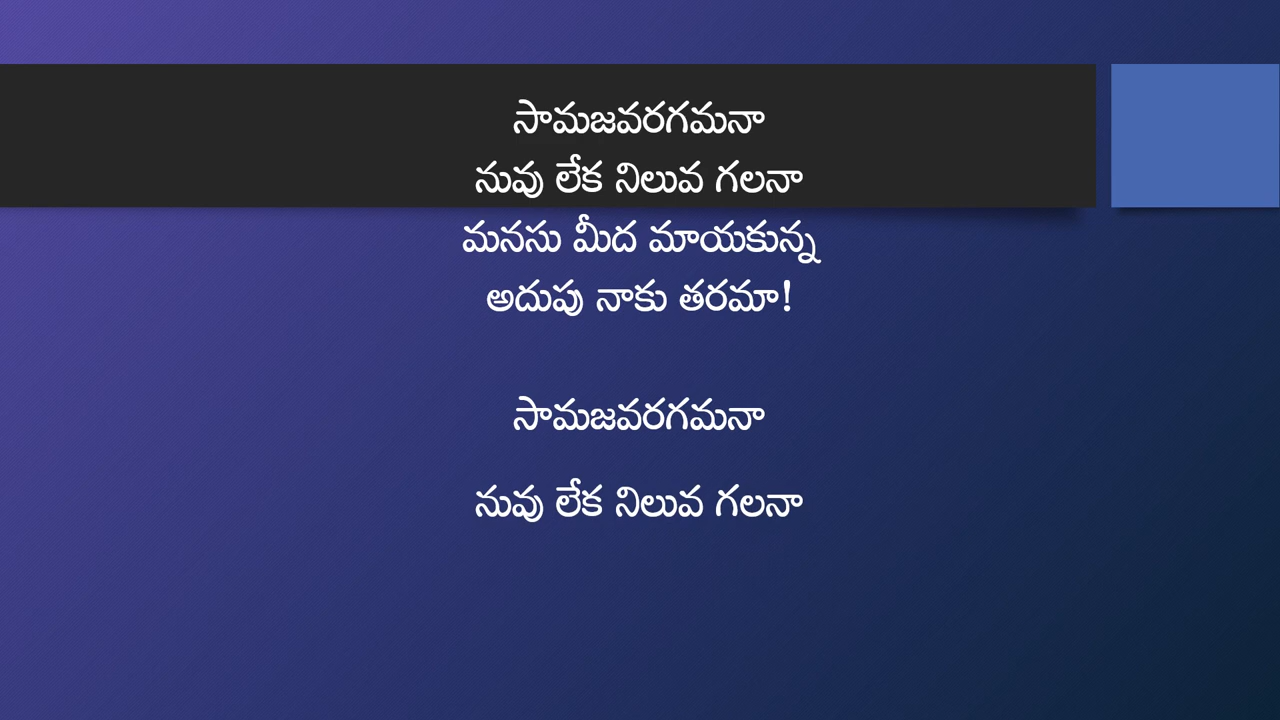 సామజవరగమనా
నువు లేక నిలువ గలనా
మనసు మీద మాయకున్న
అదుపు నాకు తరమా!
సామజవరగమనా
నువు లేక నిలువ గలనా